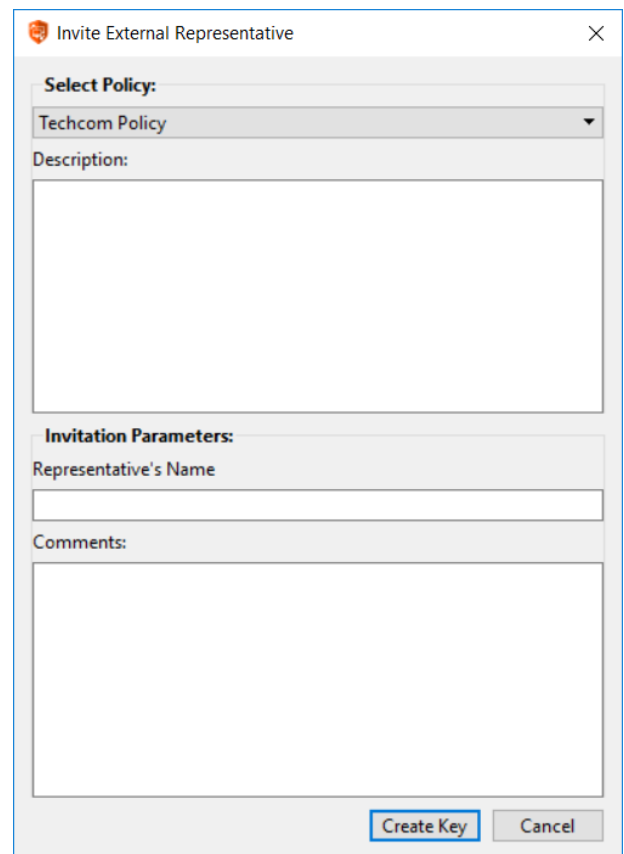 Invite External Representative
Select Policy:
Techcom Policy
Description:
Invitation Parameters:
Representative's Name
Comments:
Create Key Cancel